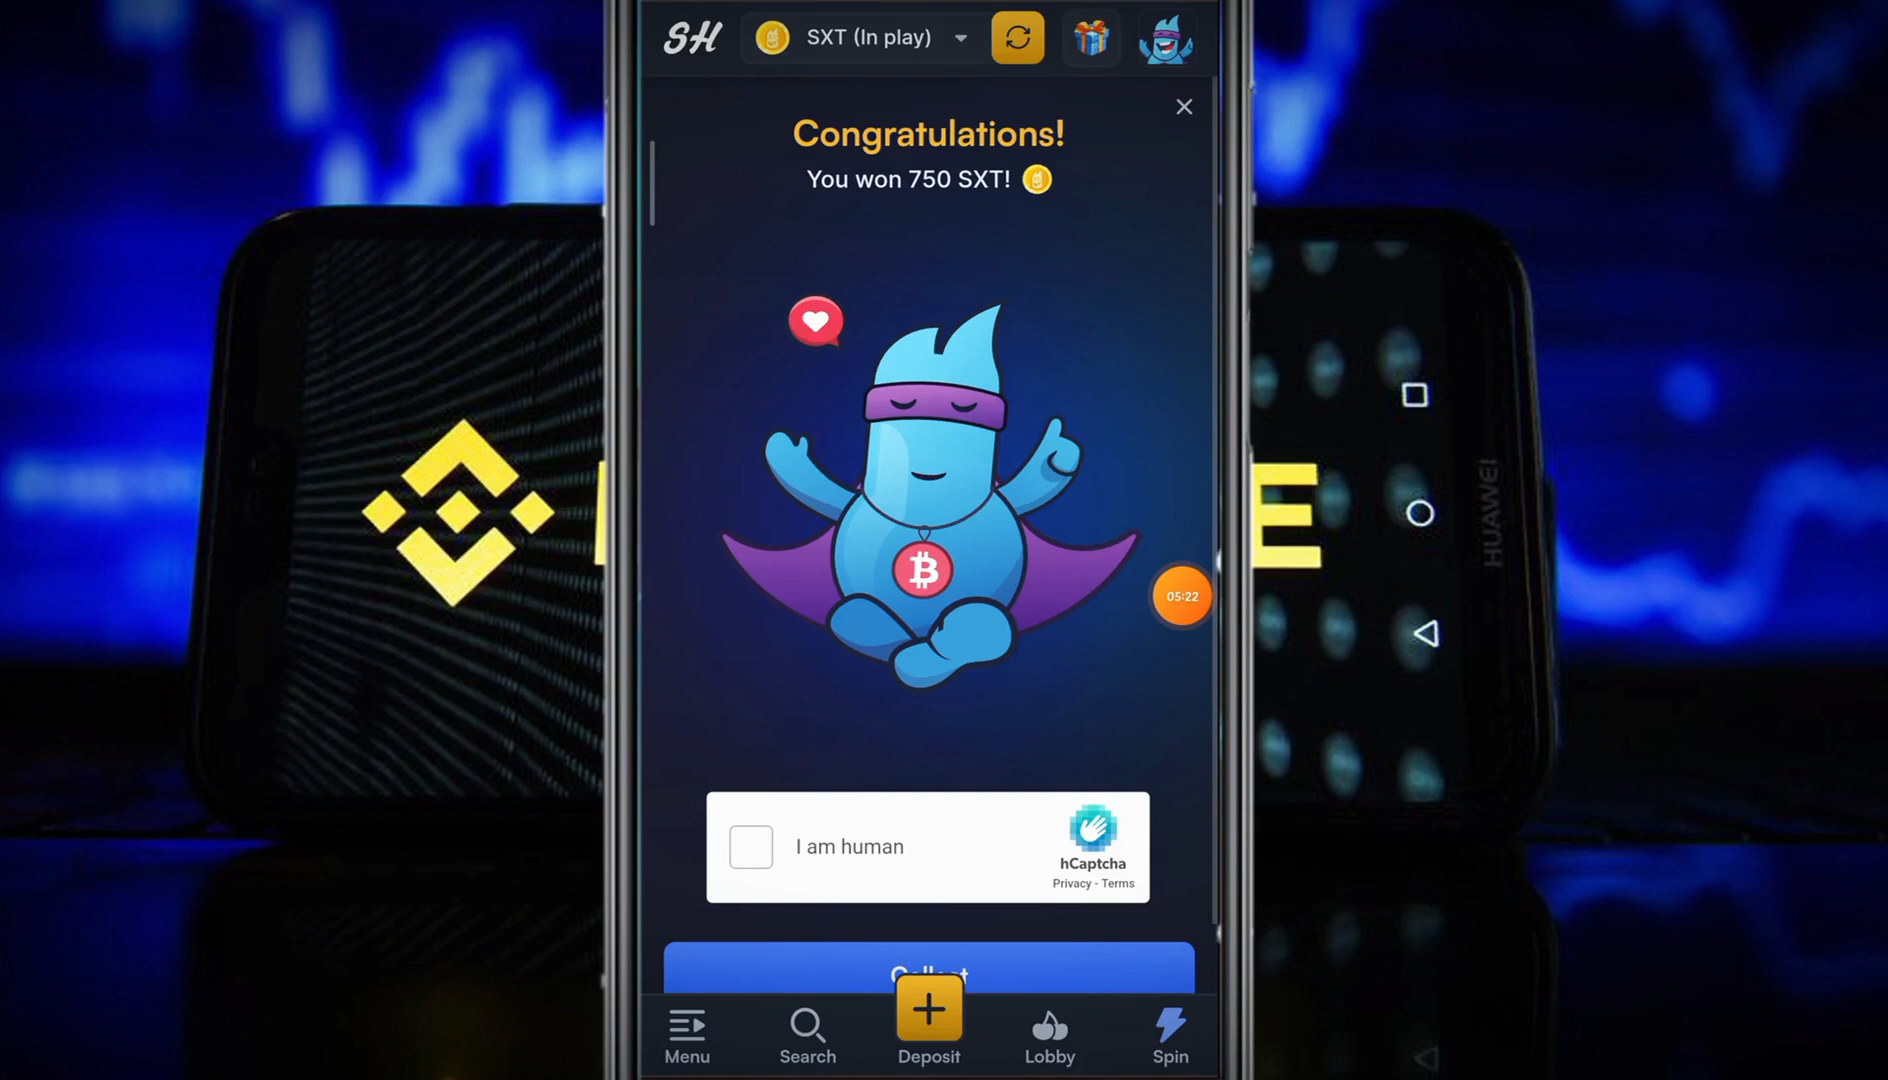 SH
SXT (In play)
Congratulations!
You won 750 SXT!
05:22
E
HUAWEI
I am human
hCaptcha
Privacy - Terms
Collect
Menu
Search
Deposit
Lobby
Spin